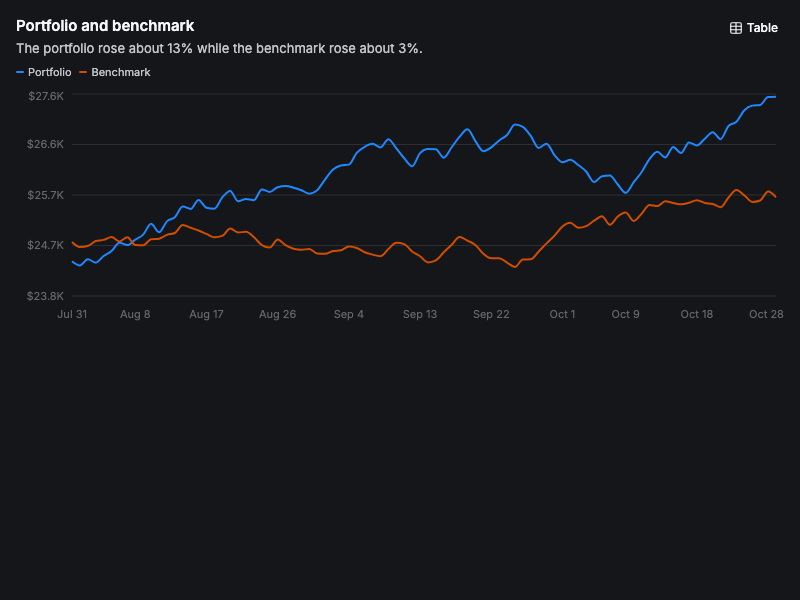 Portfolio and benchmark
Table
The portfolio rose about 13% while the benchmark rose about 3%.
Portfolio
Benchmark
$27.6K
$26.6K
$25.7K
$24.7K
$23.8K
Jul 31 Aug 8 Aug 17 Aug 26 Sep 4 Sep 13 Sep 22 Oct 1 Oct 9 Oct 18 Oct 28